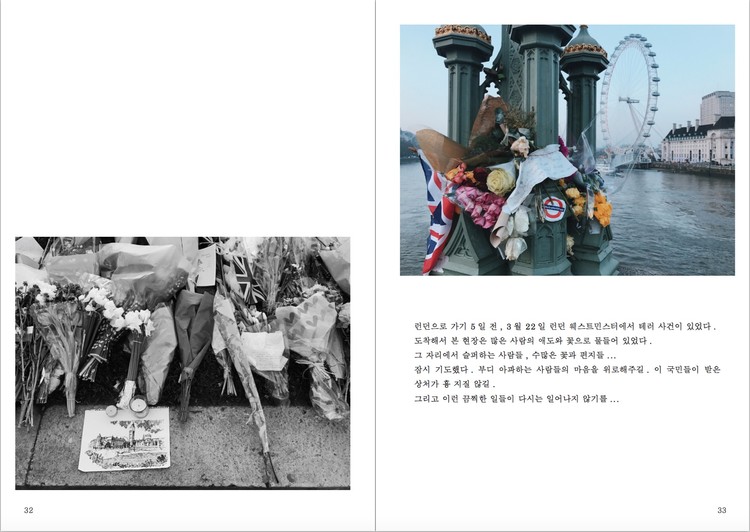 런던으로 가기 5 일 전 , 3 월 22 일 런던 웨스트민스터에서 테러 사건이 있었다 .
도착해서 본 현장은 많은 사람의 애도와 꽃으로 물들어 있었다 .
그 자리에서 슬퍼하는 사람들 , 수많은 꽃과 편지들 ...
잠시 기도했다 . 부디 아파하는 사람들의 마음을 위로해주길 . 이 국민들이 받은
상처가 흉 지질 않길 .
그리고 이런 끔찍한 일들이 다시는 일어나지 않기를 ...
32
33